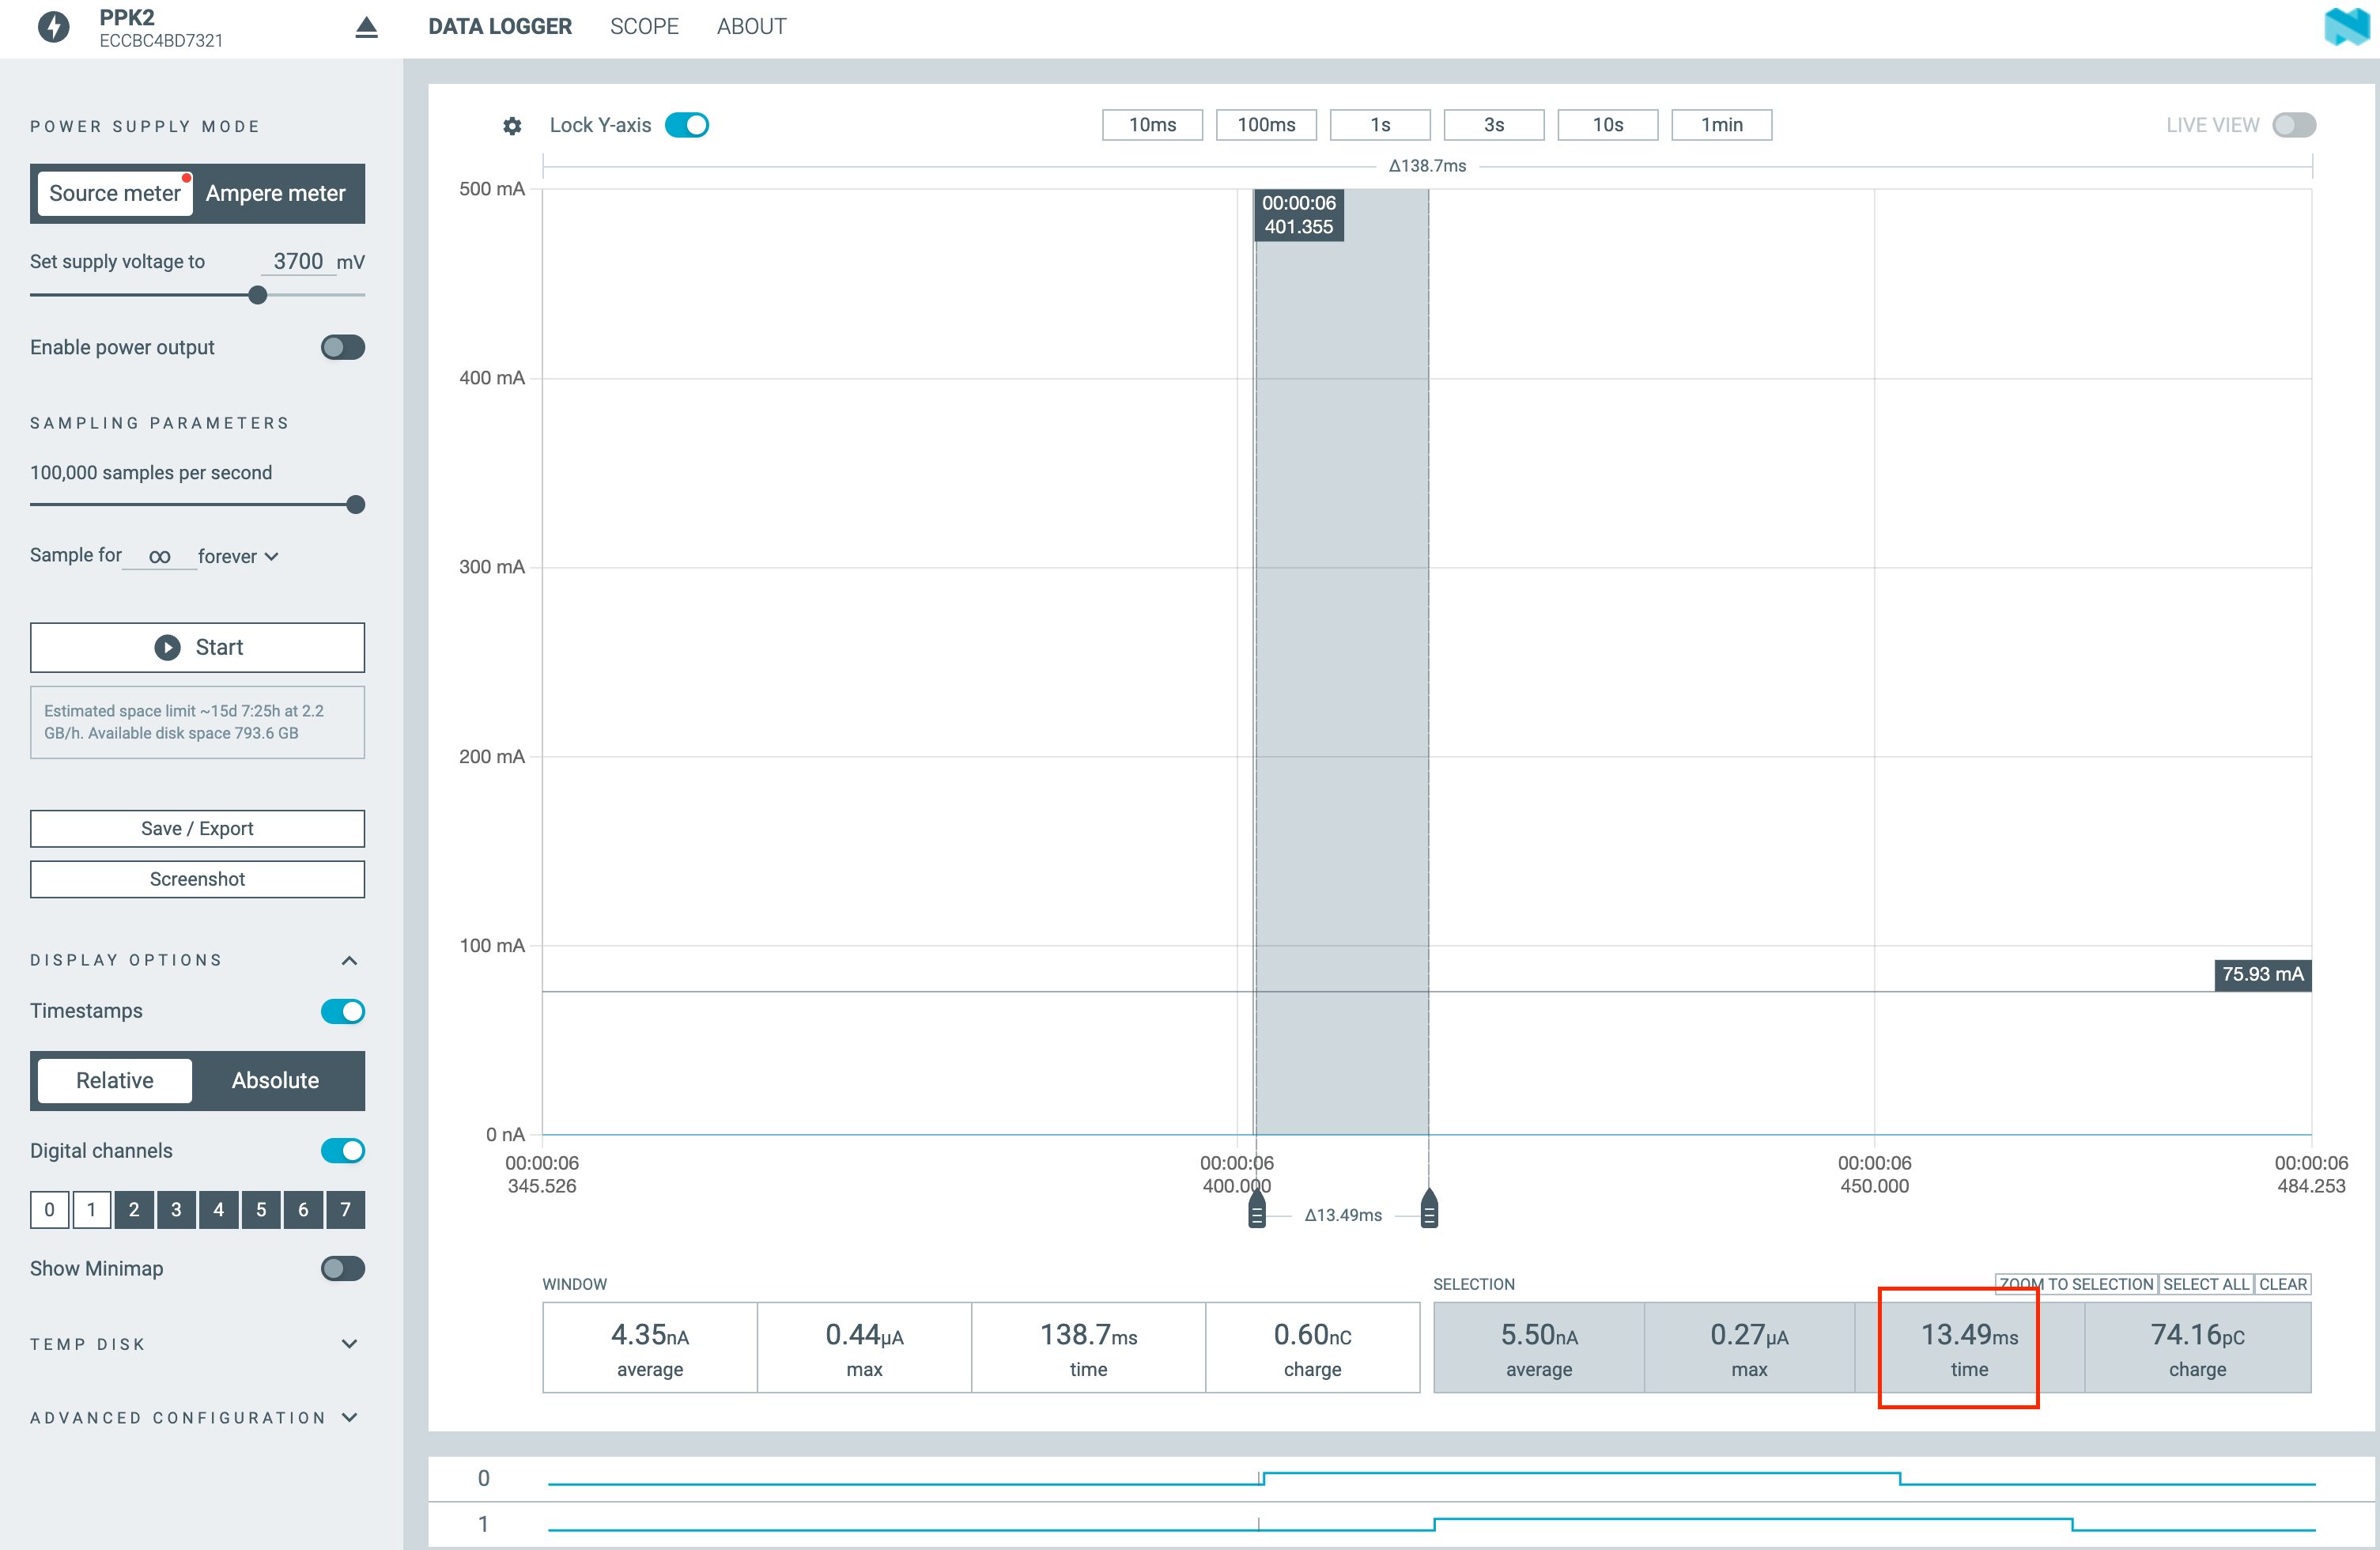 PPK2
ECCBC4BD7321
DATA LOGGER SCOPE ABOUT
POWER SUPPLY MODE
Source meter Ampere meter
Set supply voltage to 3700 mV
Enable power output
SAMPLING PARAMETERS
100,000 samples per second
Sample for ∞ forever
Start
Estimated space limit ~15d 7:25h at 2.2
GB/h. Available disk space 793.6 GB
Save / Export
Screenshot
DISPLAY OPTIONS
Timestamps
Relative Absolute
Digital channels
0 1 2 3 4 5 6 7
Show Minimap
TEMP DISK
ADVANCED CONFIGURATION
Lock Y-axis 10ms 100ms 1s 3s 10s 1min LIVE VIEW
Δ138.7ms
500 mA
00:00:06
401.355
400 mA
300 mA
200 mA
100 mA
75.93 mA
0 nA
00:00:06 00:00:06 00:00:06 00:00:06
345.526 400.000 450.000 484.253
Δ13.49ms
WINDOW SELECTION ZOOM TO SELECTION SELECT ALL CLEAR
4.35nA 0.44μA 138.7ms 0.60nC 5.50nA 0.27μA 13.49ms 74.16pC
average max time charge average max time charge
0
1